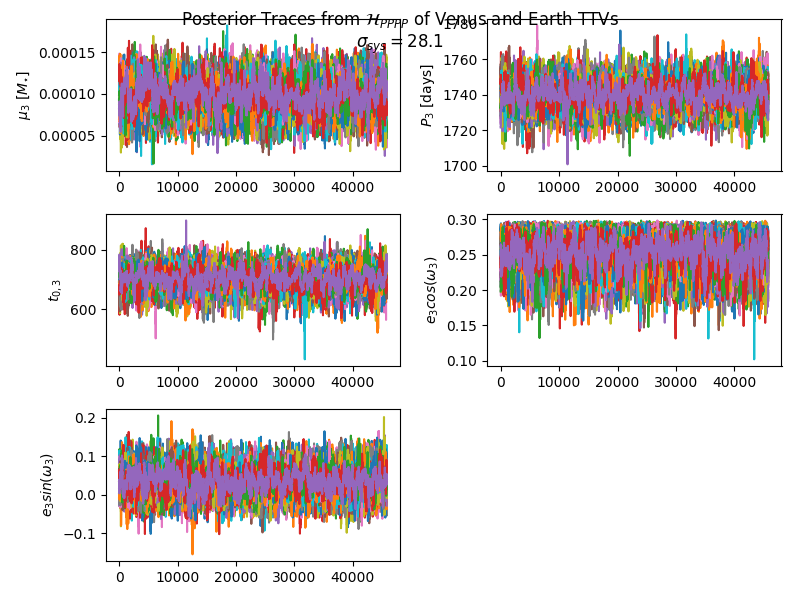 Posterior Traces from ℋ_PPPP of Venus and Earth TTVs
σ_sys = 28.1
μ₃ [M⋆]
0.00015
0.00010
0.00005
0 10000 20000 30000 40000
P₃ [days]
1780
1760
1740
1720
1700
0 10000 20000 30000 40000
t₀,₃
800
600
0 10000 20000 30000 40000
e₃cos(ω₃)
0.30
0.25
0.20
0.15
0.10
0 10000 20000 30000 40000
e₃sin(ω₃)
0.2
0.1
0.0
−0.1
0 10000 20000 30000 40000